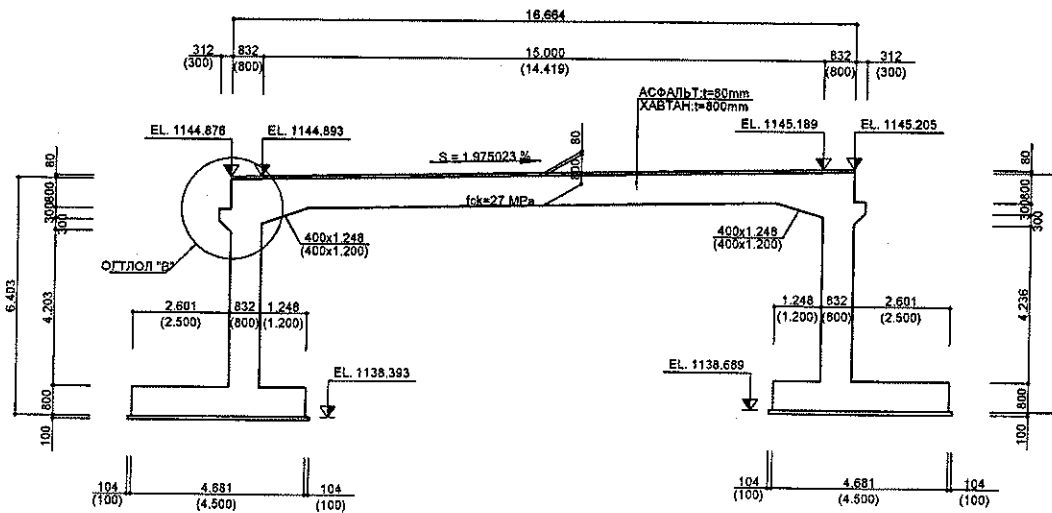 16.664
312 832 15.000 832 312
(300) (800) (14.419) (800) (300)
АСФАЛЬТ:t=80mm
ХАВТАН:t=800mm
EL. 1144.876 EL. 1144.893 EL. 1145.189 EL. 1145.205
80
800
S = 1.975023 %
fck=27 MPa
80
800
300
300
4.203
6.403
800
100
80
800
300
300
4.236
800
100
400x1.248
(400x1.200)
400x1.248
(400x1.200)
ОГТЛОЛ "В"
2.601 832 1.248
(2.500) (800) (1.200)
1.248 832 2.601
(1.200) (800) (2.500)
EL. 1138.393
EL. 1138.689
104 4.681 104
(100) (4.500) (100)
104 4.681 104
(100) (4.500) (100)